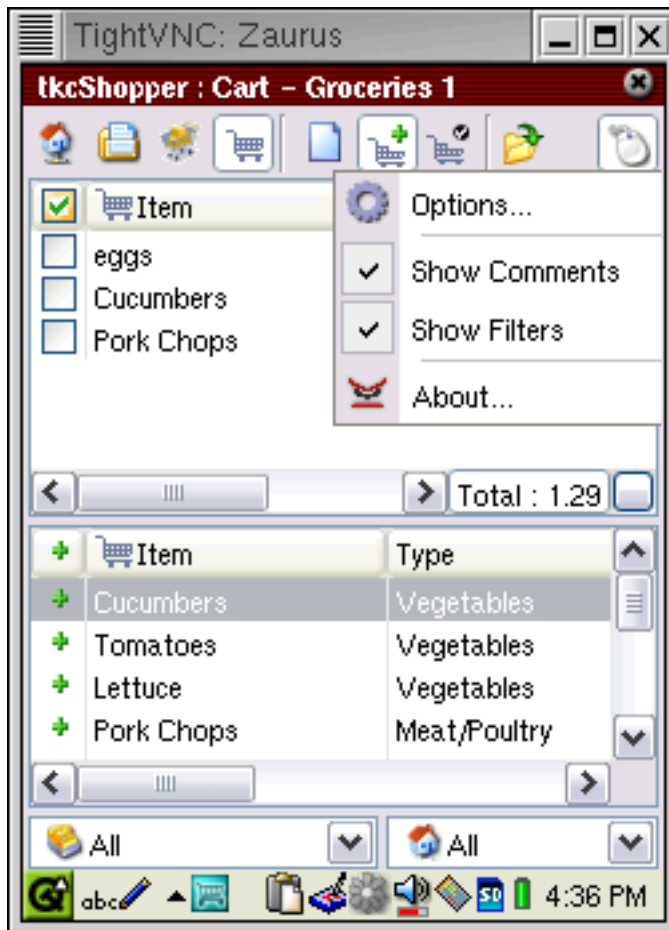 TightVNC: Zaurus
tkcShopper : Cart - Groceries 1
Item
Options...
eggs
Show Comments
Cucumbers
Show Filters
Pork Chops
About...
Total : 1.29
Item Type
Cucumbers Vegetables
Tomatoes Vegetables
Lettuce Vegetables
Pork Chops Meat/Poultry
All All
abc SD 4:36 PM